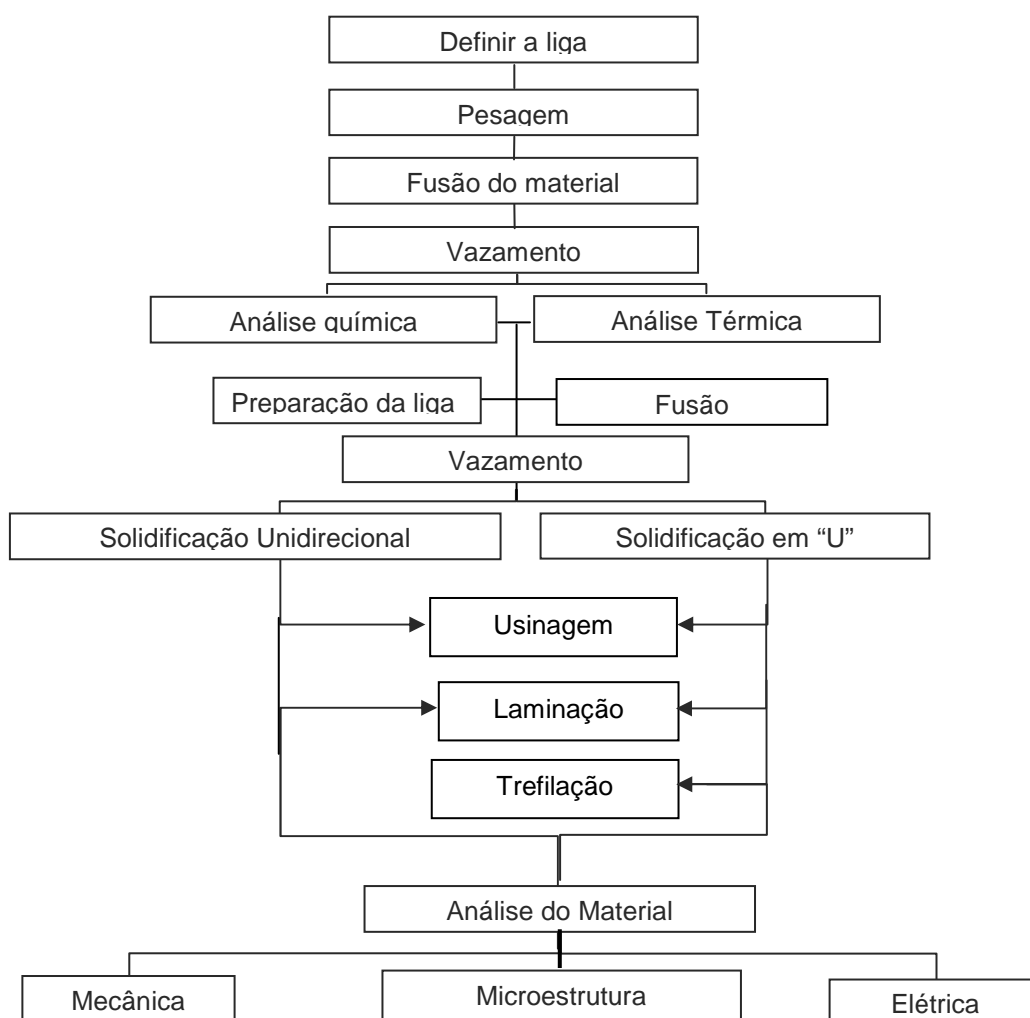 Definir a liga
Pesagem
Fusão do material
Vazamento
Análise química
Análise Térmica
Preparação da liga
Fusão
Vazamento
Solidificação Unidirecional
Solidificação em “U”
Usinagem
Laminação
Trefilação
Análise do Material
Mecânica
Microestrutura
Elétrica